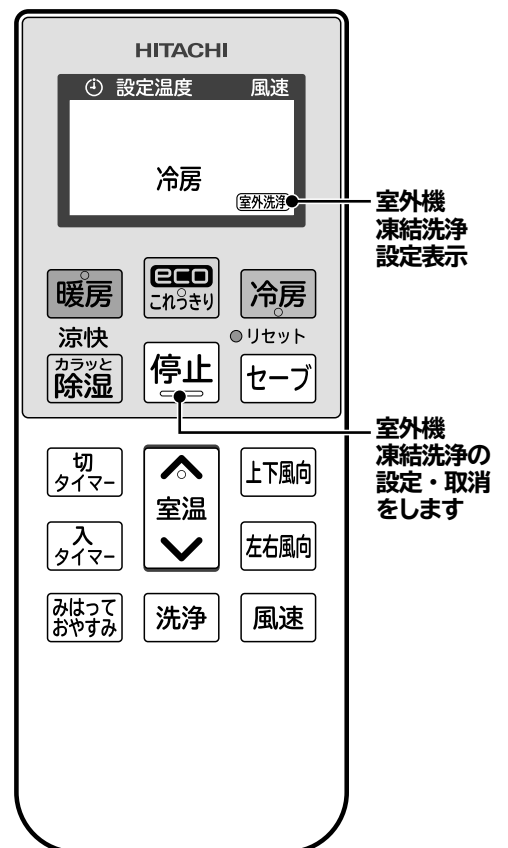 HITACHI
設定温度 風速
冷房
室外洗浄
室外機
凍結洗浄
設定表示
暖房
eco
これっきり
冷房
涼快
リセット
カラッと
除湿
停止
セーブ
室外機
凍結洗浄の
設定・取消
をします
切
タイマー
室温
上下風向
入
タイマー
左右風向
みはって
おやすみ
洗浄
風速